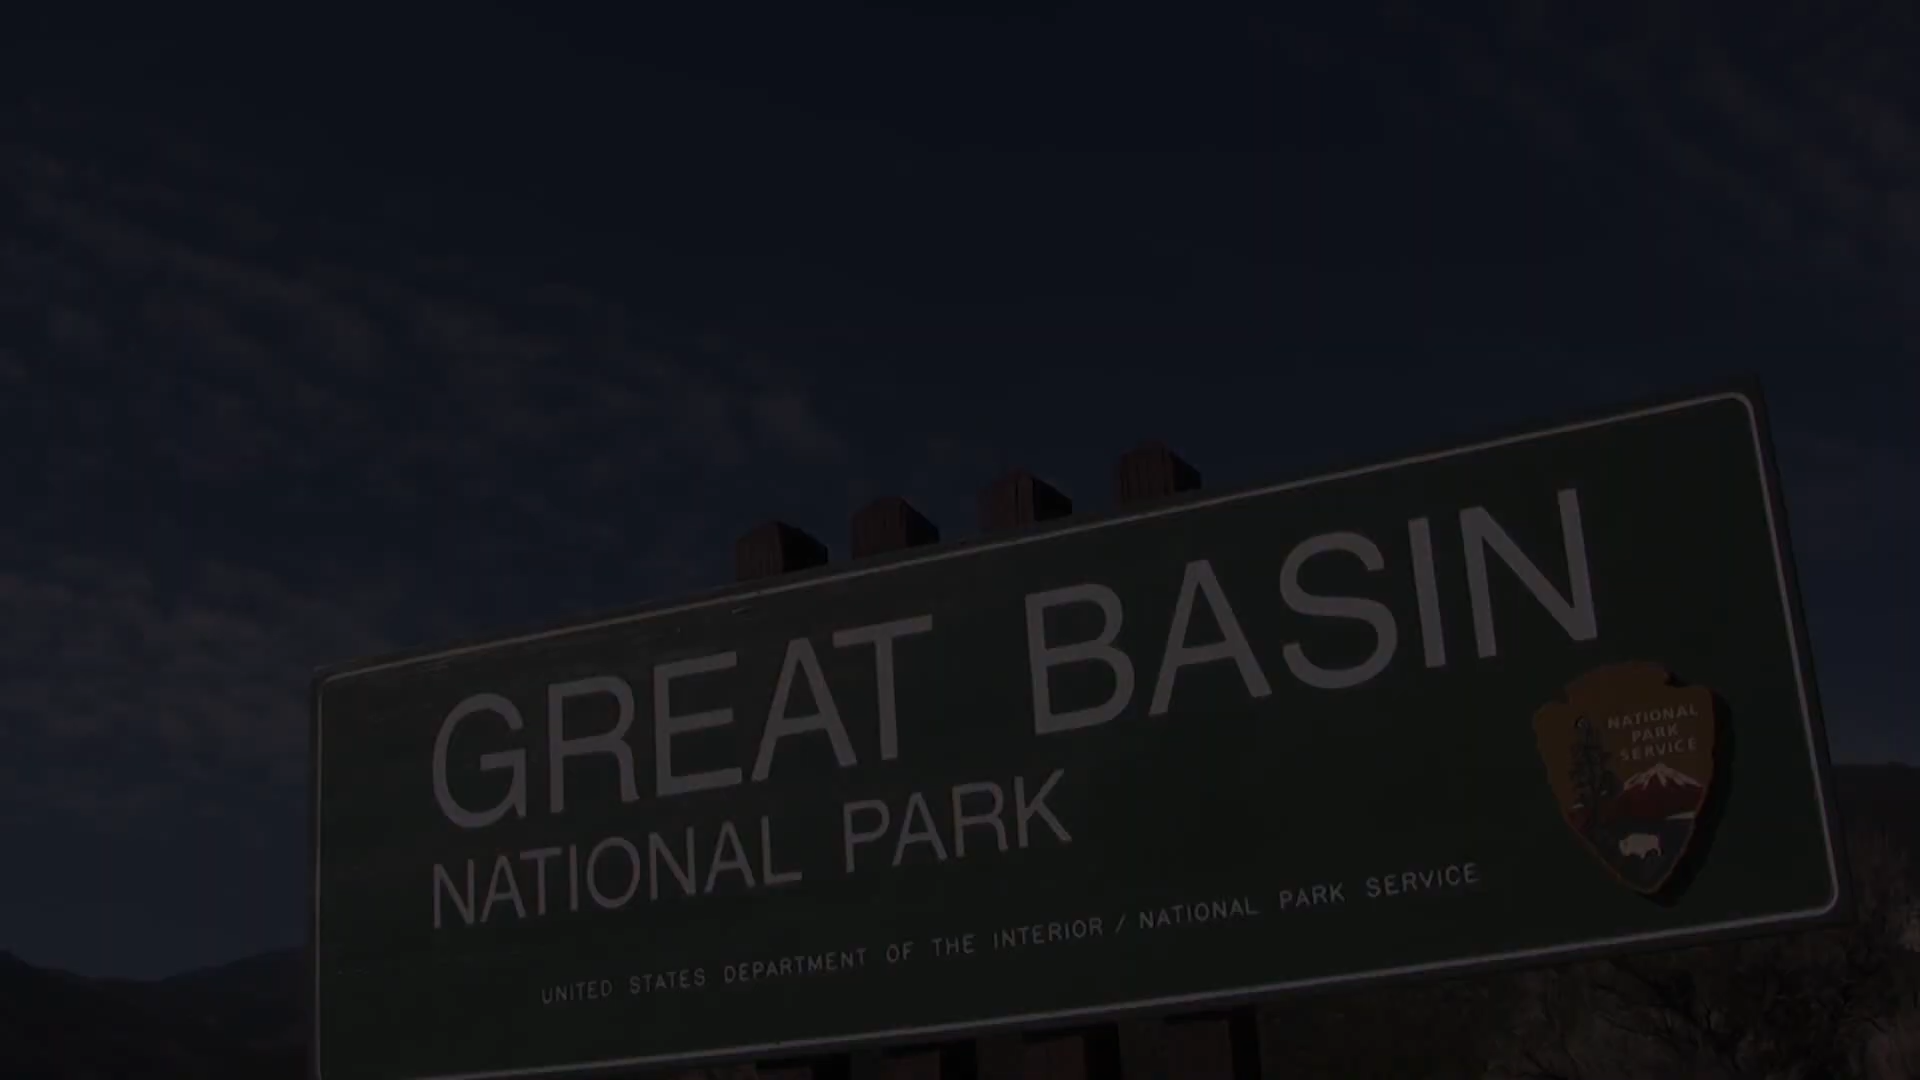 GREAT BASIN
NATIONAL PARK
UNITED STATES DEPARTMENT OF THE INTERIOR / NATIONAL PARK SERVICE
NATIONAL
PARK
SERVICE